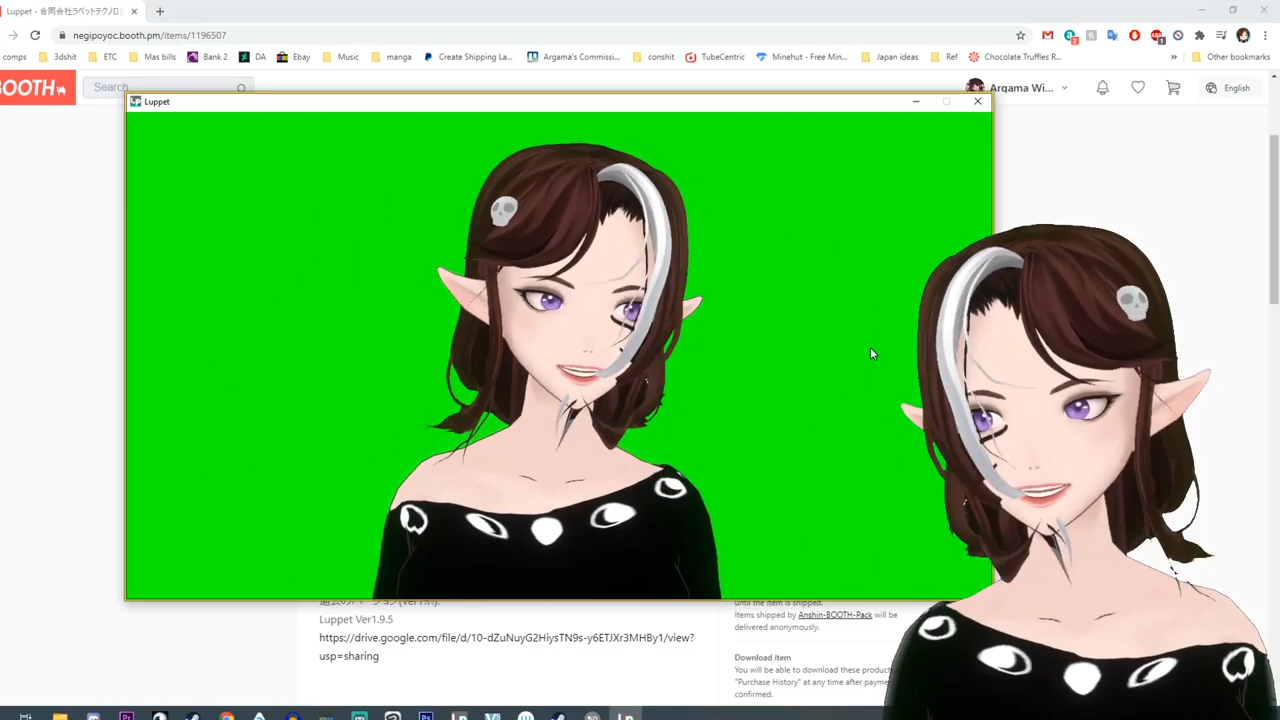 Luppet - 合同会社ラペットテクノロジ
negipoyoc.booth.pm/items/1196507
comps 3dshit ETC Mas bills Bank 2 DA Ebay Music manga Create Shipping La... Argama's Commissi... conshit TubeCentric Minehut - Free Min... Japan ideas Ref Chocolate Truffles R... » Other bookmarks
BOOTH Search Argama Wi... English
Luppet
Luppet Ver1.9.5
https://drive.google.com/file/d/10-dZuNuyG2HiysTN9s-y6ETJXr3MHBy1/view?
usp=sharing
until the item is shipped.
Items shipped by Anshin-BOOTH-Pack will be
delivered anonymously.
Download item
You will be able to download these product
"Purchase History" at any time after payme
confirmed.